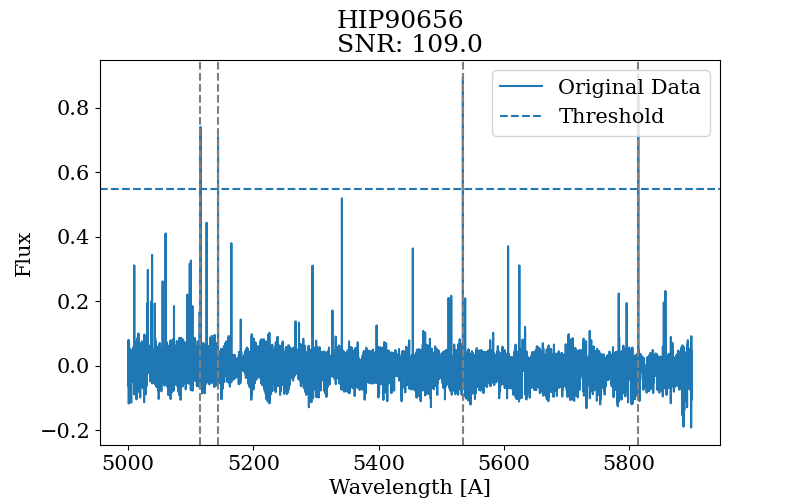 HIP90656
SNR: 109.0
Original Data
Threshold
0.8
0.6
0.4
0.2
0.0
−0.2
Flux
5000 5200 5400 5600 5800
Wavelength [A]